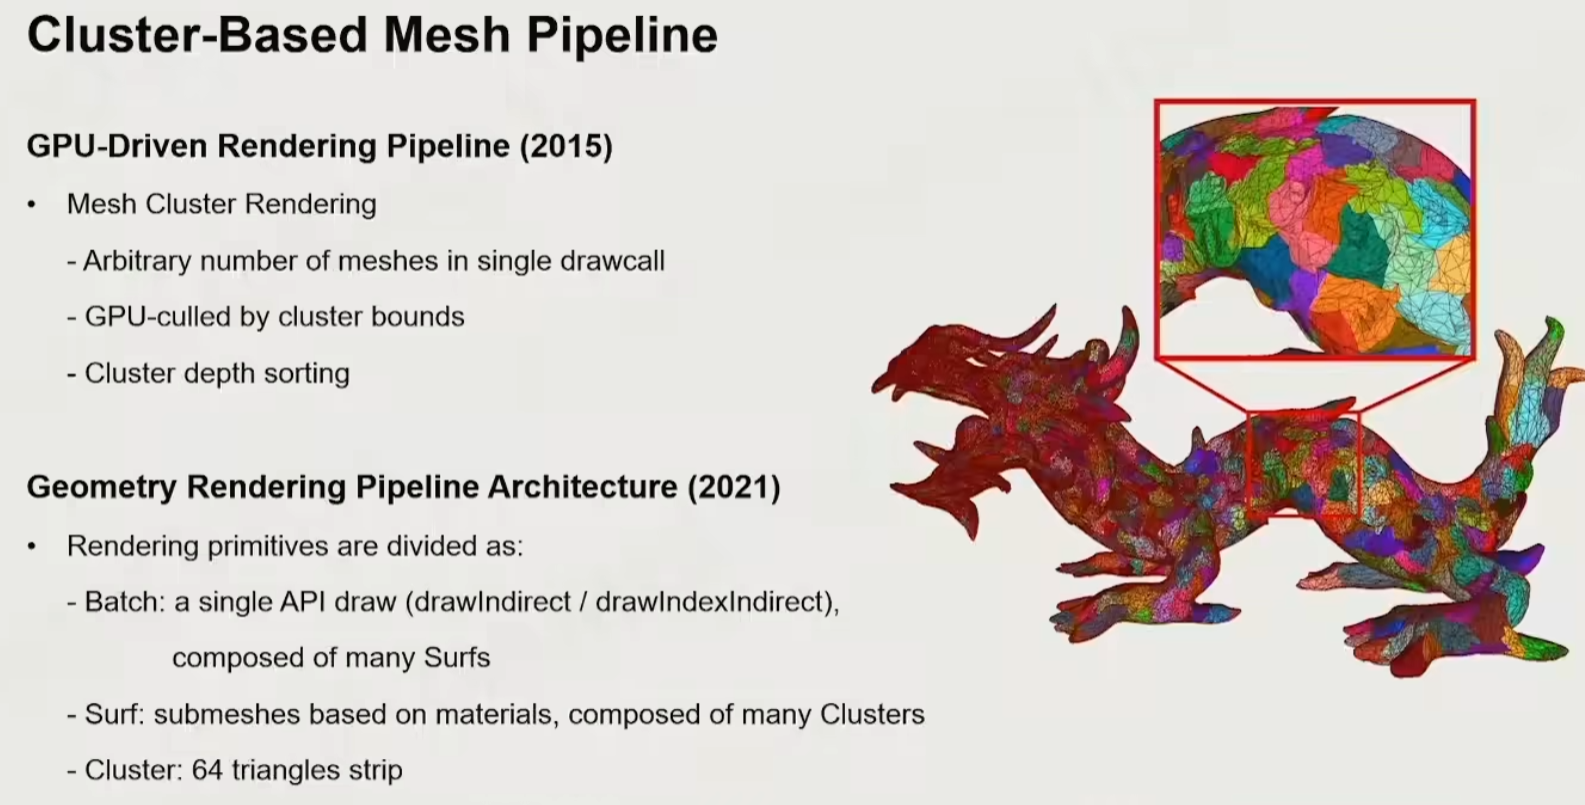 Cluster-Based Mesh Pipeline
GPU-Driven Rendering Pipeline (2015)
• Mesh Cluster Rendering
- Arbitrary number of meshes in single drawcall
- GPU-culled by cluster bounds
- Cluster depth sorting
Geometry Rendering Pipeline Architecture (2021)
• Rendering primitives are divided as:
- Batch: a single API draw (drawIndirect / drawIndexIndirect),
composed of many Surfs
- Surf: submeshes based on materials, composed of many Clusters
- Cluster: 64 triangles strip